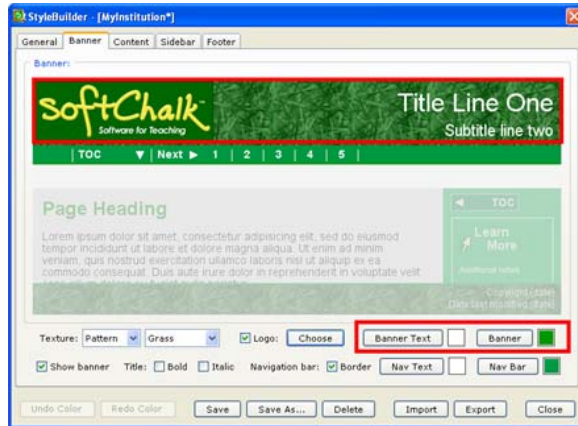 StyleBuilder - [MyInstitution*]
General Banner Content Sidebar Footer
Banner:
SoftChalk™
Software for Teaching
Title Line One
Subtitle line two
TOC ▼ | Next ▶ 1 | 2 | 3 | 4 | 5 |
Page Heading
Lorem ipsum dolor sit amet, consectetur adipisicing elit, sed do eiusmod
tempor incididunt ut labore et dolore magna aliqua. Ut enim ad minim
veniam, quis nostrud exercitation ullamco laboris nisi ut aliquip ex ea
commodo consequat. Duis aute irure dolor in reprehenderit in voluptate velit
◀ TOC
Learn
More
Texture: Pattern Grass Logo: Choose Banner Text Banner
Show banner Title: Bold Italic Navigation bar: Border Nav Text Nav Bar
Undo Color Redo Color Save Save As... Delete Import Export Close